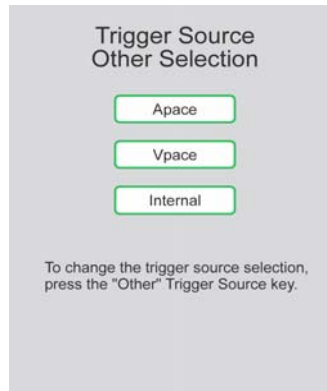 Trigger Source
Other Selection
Apace
Vpace
Internal
To change the trigger source selection,
press the "Other" Trigger Source key.